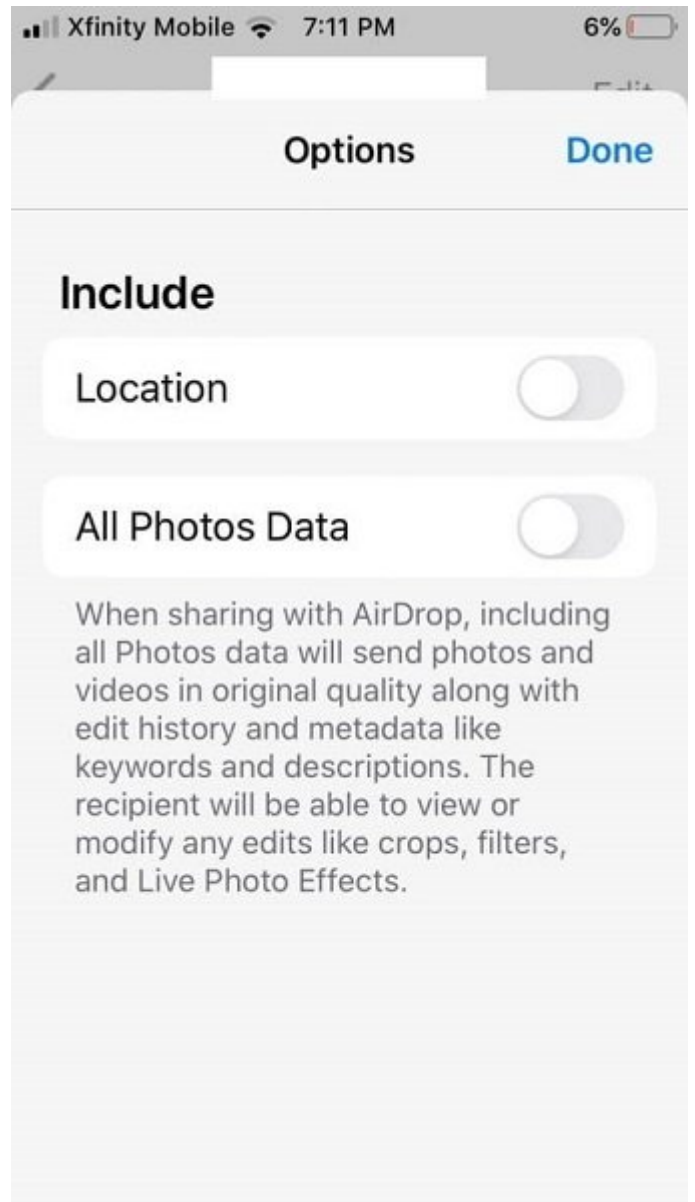 Xfinity Mobile 7:11 PM 6%
Edit
Options Done
Include
Location
All Photos Data
When sharing with AirDrop, including
all Photos data will send photos and
videos in original quality along with
edit history and metadata like
keywords and descriptions. The
recipient will be able to view or
modify any edits like crops, filters,
and Live Photo Effects.